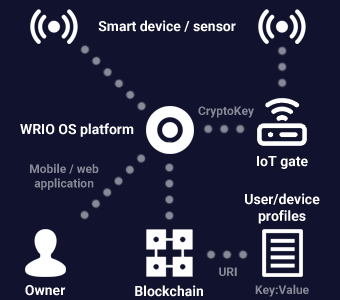 Smart device / sensor
CryptoKey
WRIO OS platform
IoT gate
Mobile / web
application
User/device
profiles
URI
Owner
Blockchain
Key:Value